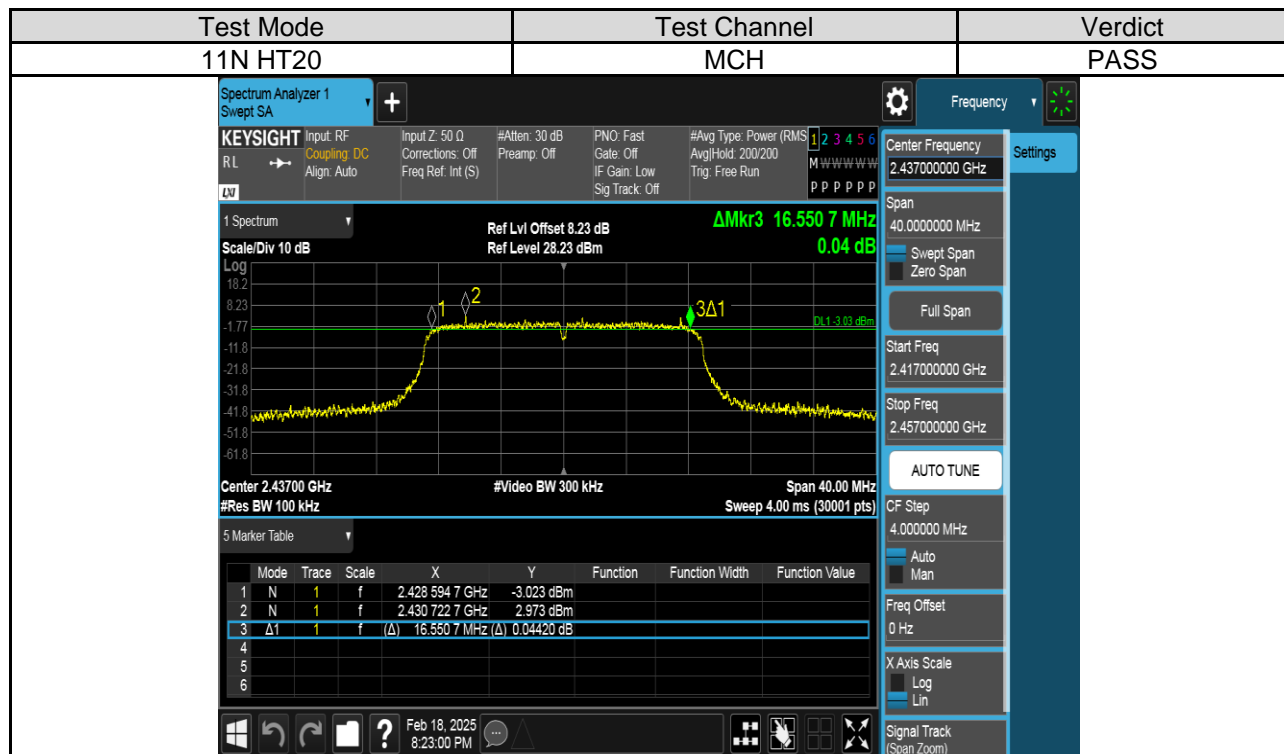 Test Mode Test Channel Verdict
11N HT20 MCH PASS
Spectrum Analyzer 1
Swept SA
+
Frequency
KEYSIGHT Input: RF Input Z: 50 Ω #Atten: 30 dB PNO: Fast #Avg Type: Power (RMS 1 2 3 4 5 6
RL Coupling: DC Corrections: Off Preamp: Off Gate: Off Avg|Hold: 200/200 M W W W W W
Align: Auto Freq Ref: Int (S) IF Gain: Low Trig: Free Run
LXI Sig Track: Off P P P P P P
1 Spectrum
Ref Lvl Offset 8.23 dB ΔMkr3 16.550 7 MHz
Scale/Div 10 dB Ref Level 28.23 dBm 0.04 dB
Log
18.2
8.23
-1.77
-11.8
-21.8
-31.8
-41.8
-51.8
-61.8
1
2
3Δ1
DL1 -3.03 dBm
Center 2.43700 GHz #Video BW 300 kHz Span 40.00 MHz
#Res BW 100 kHz Sweep 4.00 ms (30001 pts)
5 Marker Table
Mode Trace Scale X Y Function Function Width Function Value
1 N 1 f 2.428 594 7 GHz -3.023 dBm
2 N 1 f 2.430 722 7 GHz 2.973 dBm
3 Δ1 1 f (Δ) 16.550 7 MHz (Δ) 0.04420 dB
4
5
6
Feb 18, 2025
8:23:00 PM
?
Center Frequency
2.437000000 GHz
Settings
Span
40.0000000 MHz
Swept Span
Zero Span
Full Span
Start Freq
2.417000000 GHz
Stop Freq
2.457000000 GHz
AUTO TUNE
CF Step
4.000000 MHz
Auto
Man
Freq Offset
0 Hz
X Axis Scale
Log
Lin
Signal Track
(Span Zoom)